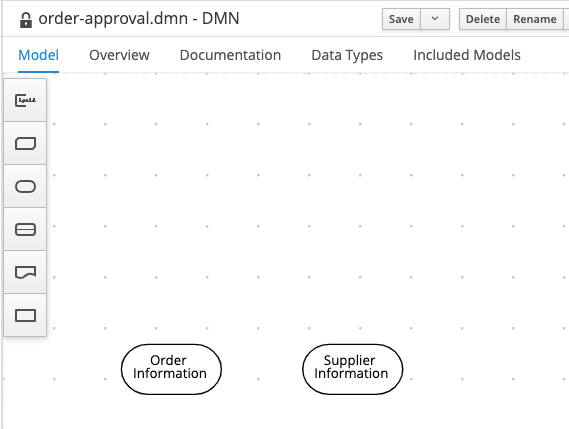 order-approval.dmn - DMN
Save
Delete
Rename
Model
Overview
Documentation
Data Types
Included Models
Order
Information
Supplier
Information